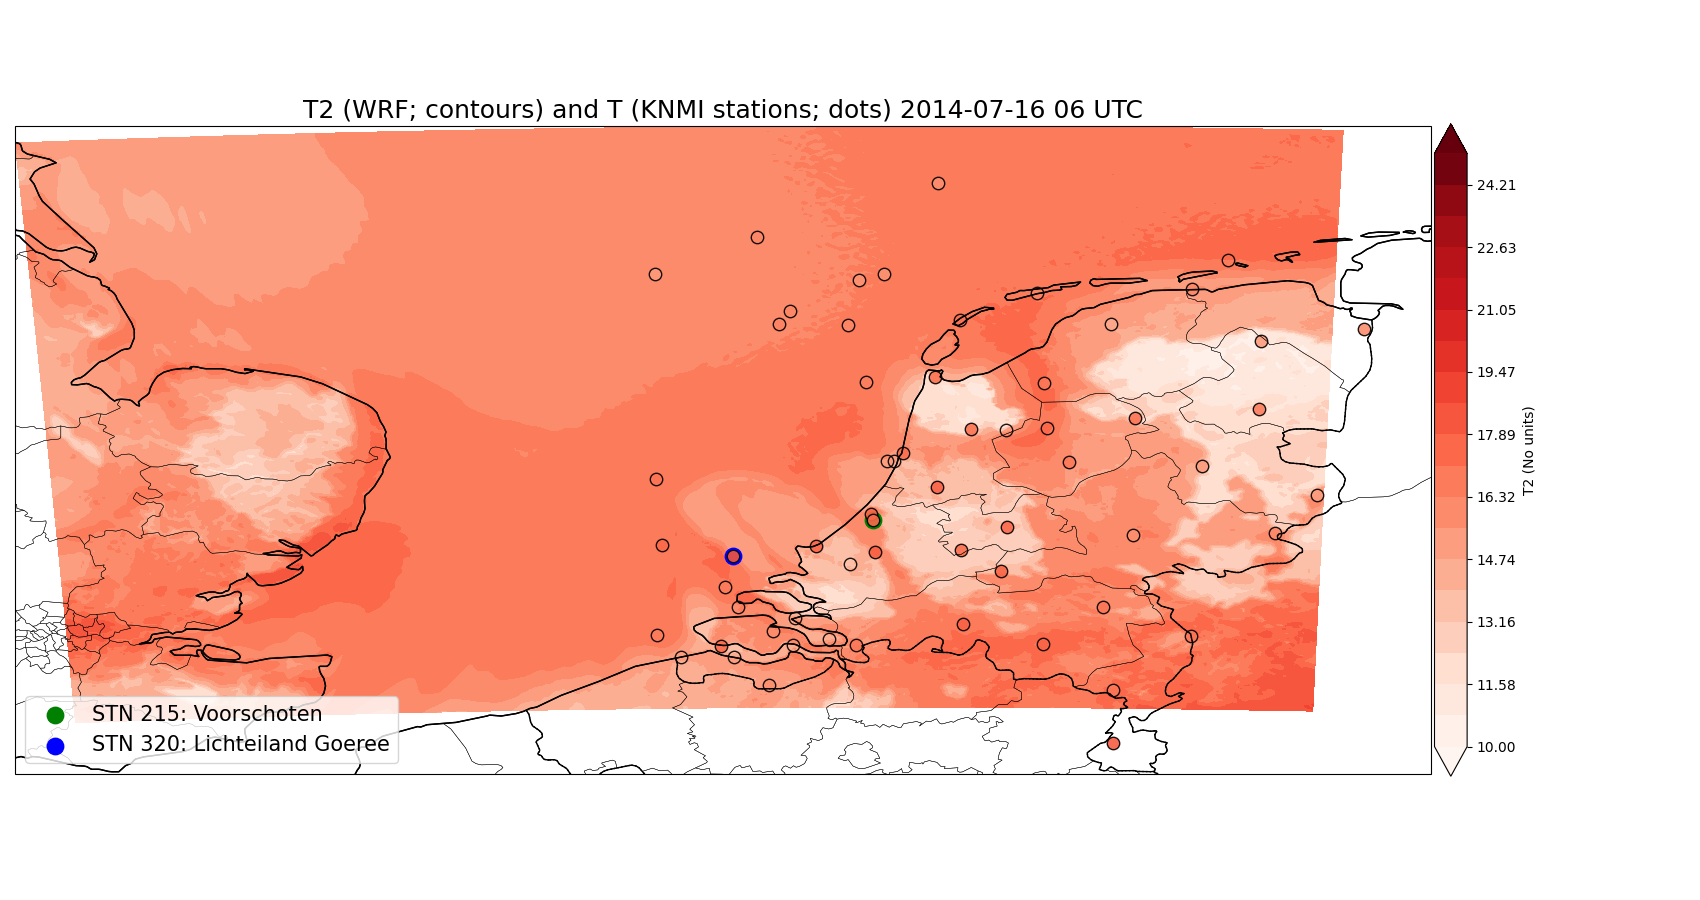 T2 (WRF; contours) and T (KNMI stations; dots) 2014-07-16 06 UTC
24.21
22.63
21.05
19.47
17.89
16.32
14.74
13.16
11.58
10.00
T2 (No units)
STN 215: Voorschoten
STN 320: Lichteiland Goeree